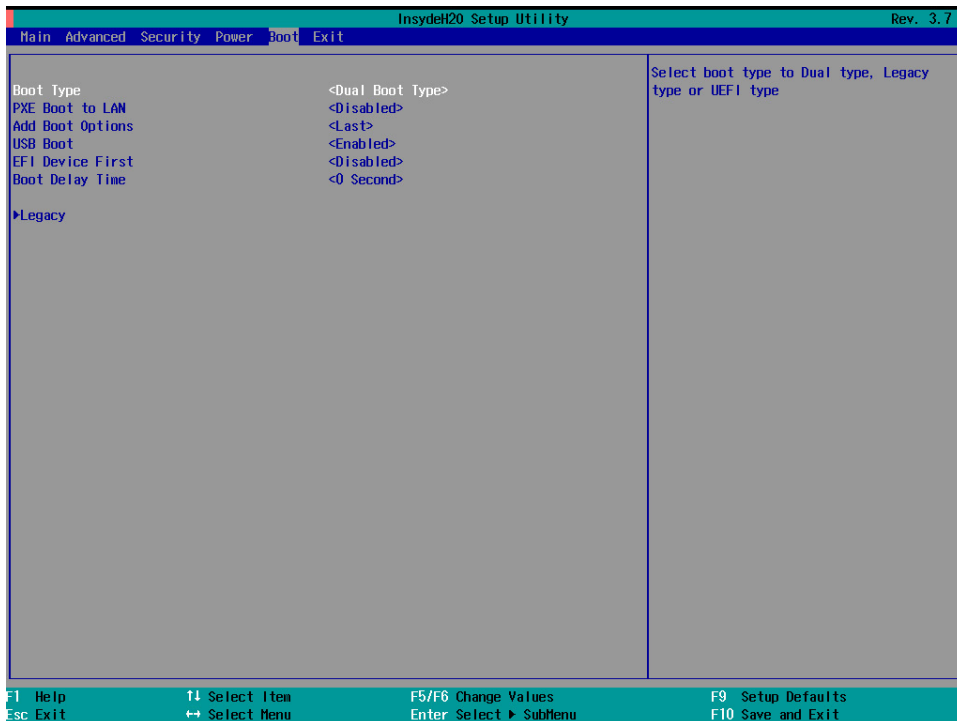 InsydeH20 Setup Utility Rev. 3.7
Main Advanced Security Power Boot Exit
Boot Type <Dual Boot Type>
PXE Boot to LAN <Disabled>
Add Boot Options <Last>
USB Boot <Enabled>
EFI Device First <Disabled>
Boot Delay Time <0 Second>
▶Legacy
Select boot type to Dual type, Legacy
type or UEFI type
F1 Help ↑↓ Select Item F5/F6 Change Values F9 Setup Defaults
Esc Exit ↔ Select Menu Enter Select ▶ SubMenu F10 Save and Exit